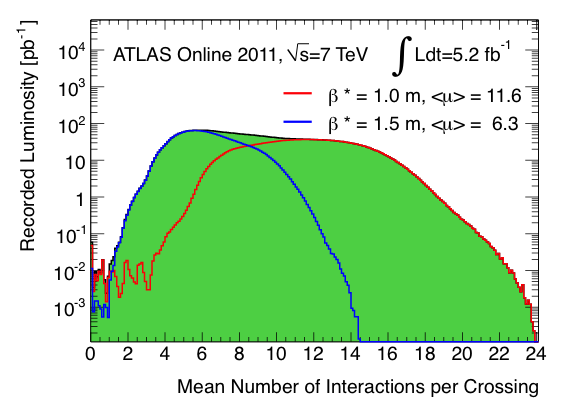 ATLAS Online 2011, √s=7 TeV ∫ Ldt=5.2 fb⁻¹
β * = 1.0 m, <μ> = 11.6
β * = 1.5 m, <μ> = 6.3
Recorded Luminosity [pb⁻¹]
10⁴
10³
10²
10
1
10⁻¹
10⁻²
10⁻³
0 2 4 6 8 10 12 14 16 18 20 22 24
Mean Number of Interactions per Crossing